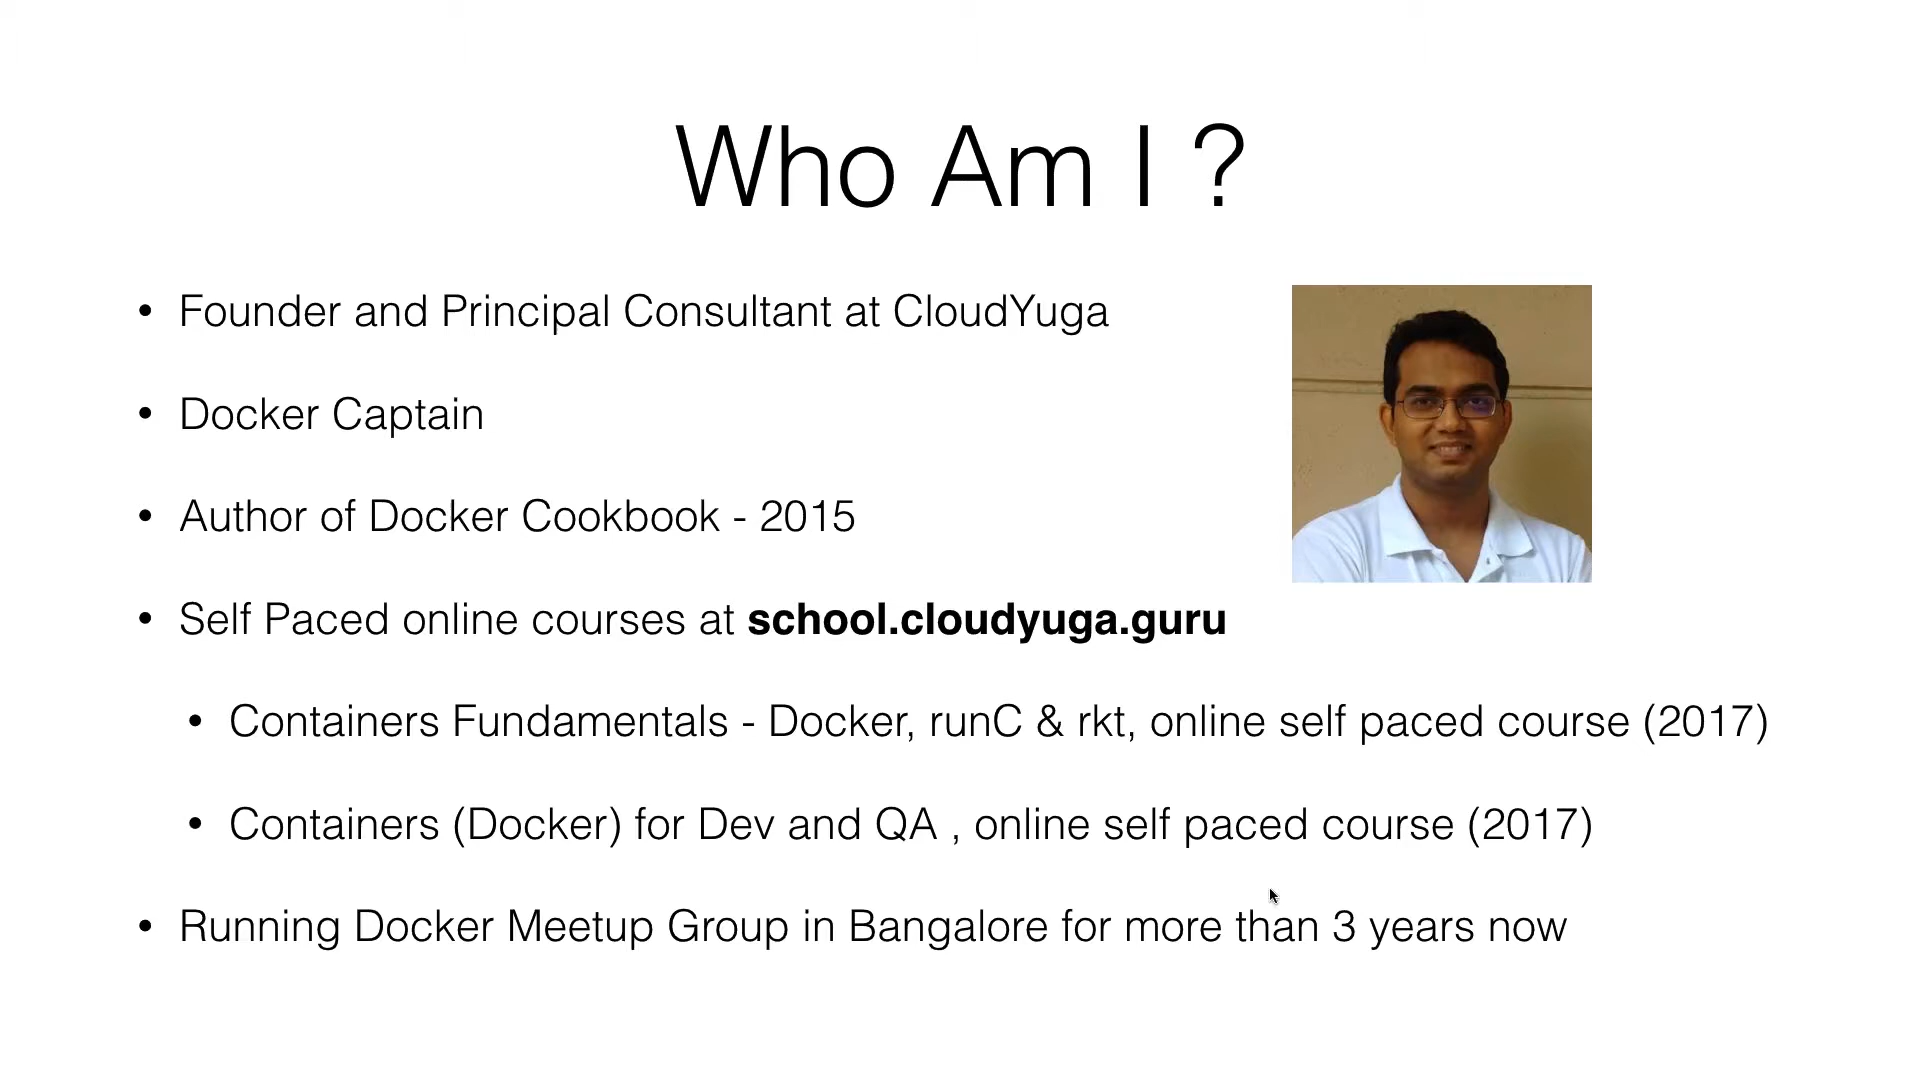 Who Am I ?
• Founder and Principal Consultant at CloudYuga
• Docker Captain
• Author of Docker Cookbook - 2015
• Self Paced online courses at school.cloudyuga.guru
• Containers Fundamentals - Docker, runC & rkt, online self paced course (2017)
• Containers (Docker) for Dev and QA , online self paced course (2017)
• Running Docker Meetup Group in Bangalore for more than 3 years now